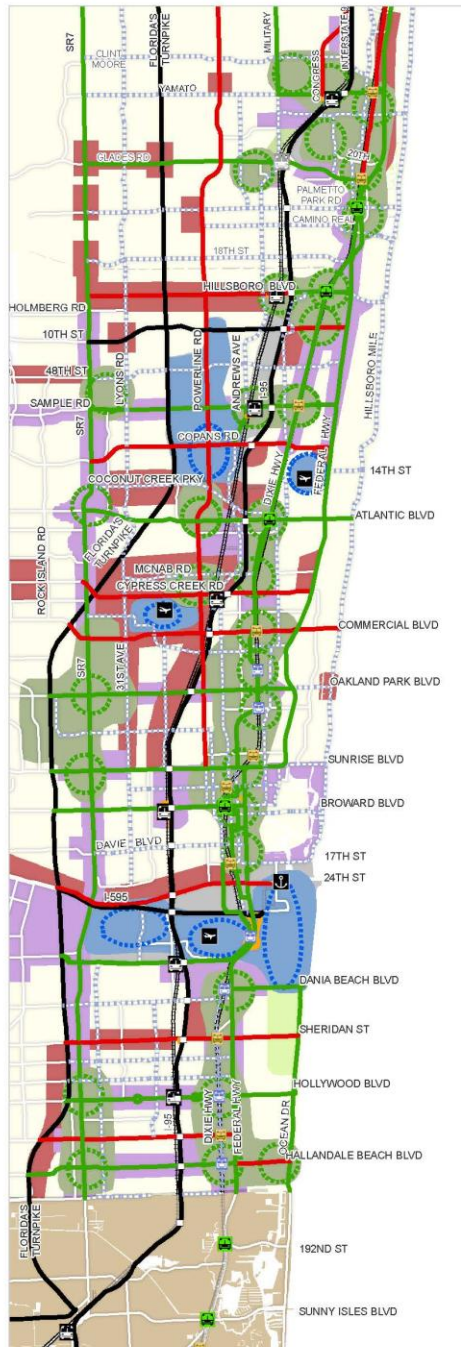 SR7
FLORIDA'S
TURNPIKE
MILITARY
CONGRESS
INTERSTATE
CLINT
MOORE
YAMATO
GLADES RD
20TH
PALMETTO
PARK RD
CAMINO REAL
18TH ST
HILLSBORO BLVD
HOLMBERG RD
10TH ST
LYONS RD
POWERLINE RD
ANDREWS AVE
I-95
HILLSBORO MILE
48TH ST
SAMPLE RD
SR7
COPANS RD
DIXIE HWY
FEDERAL HWY
14TH ST
COCONUT CREEK PKY
ATLANTIC BLVD
FLORIDA'S
TURNPIKE
ROCK ISLAND RD
MCNAB RD
CYPRESS CREEK RD
COMMERCIAL BLVD
SR7
31ST AVE
OAKLAND PARK BLVD
SUNRISE BLVD
BROWARD BLVD
DAVIE BLVD
17TH ST
24TH ST
I-595
DANIA BEACH BLVD
SHERIDAN ST
HOLLYWOOD BLVD
I-95
DIXIE HWY
FEDERAL HWY
OCEAN DR
HALLANDALE BEACH BLVD
FLORIDA'S
TURNPIKE
192ND ST
SUNNY ISLES BLVD